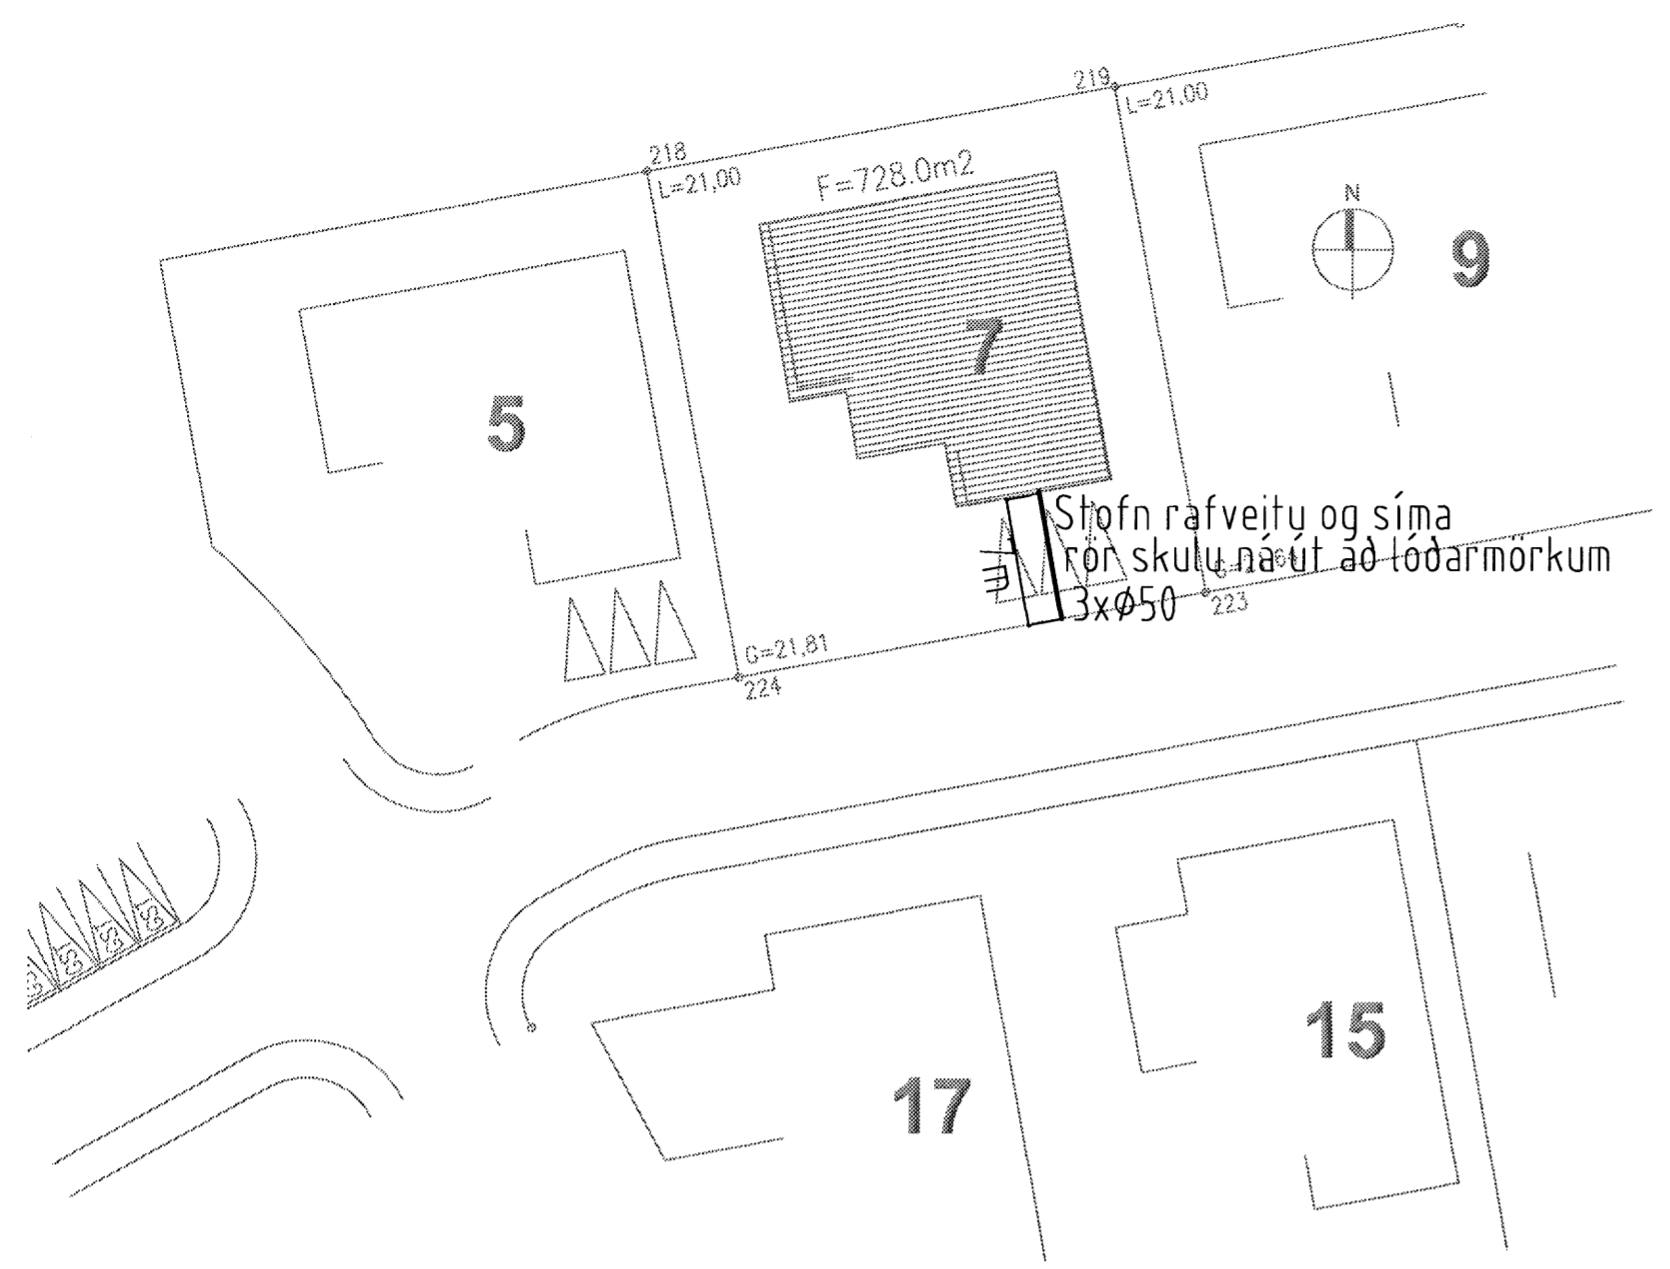 219
L=21,00
218
L=21,00
F=728.0m2
N
9
7
5
Stofn rafveitu og síma
rör skulu ná út að lóðarmörkum
3xø50
223
G=21,81
224
15
17